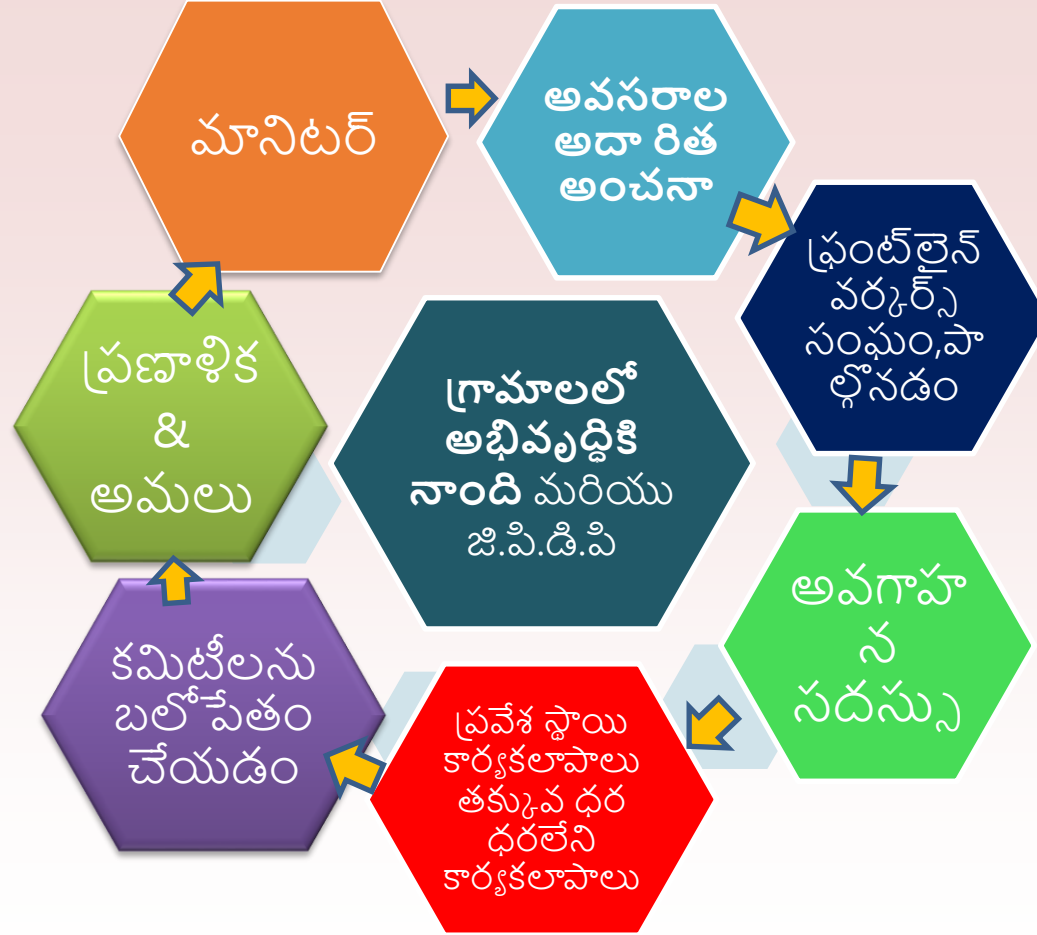 మానిటర్
అవసరాల
అదా రిత
అంచనా
ఫ్రంట్‌లైన్
వర్కర్స్
సంఘం,పా
ల్గొనడం
గ్రామాలలో
అభివృద్ధికి
నాంది మరియు
జి.పి.డి.పి
ప్రణాళిక
&
అమలు
అవగాహ
న
సదస్సు
కమిటీలను
బలోపేతం
చేయడం
ప్రవేశ స్థాయి
కార్యకలాపాలు
తక్కువ ధర
ధరలేని
కార్యకలాపాలు